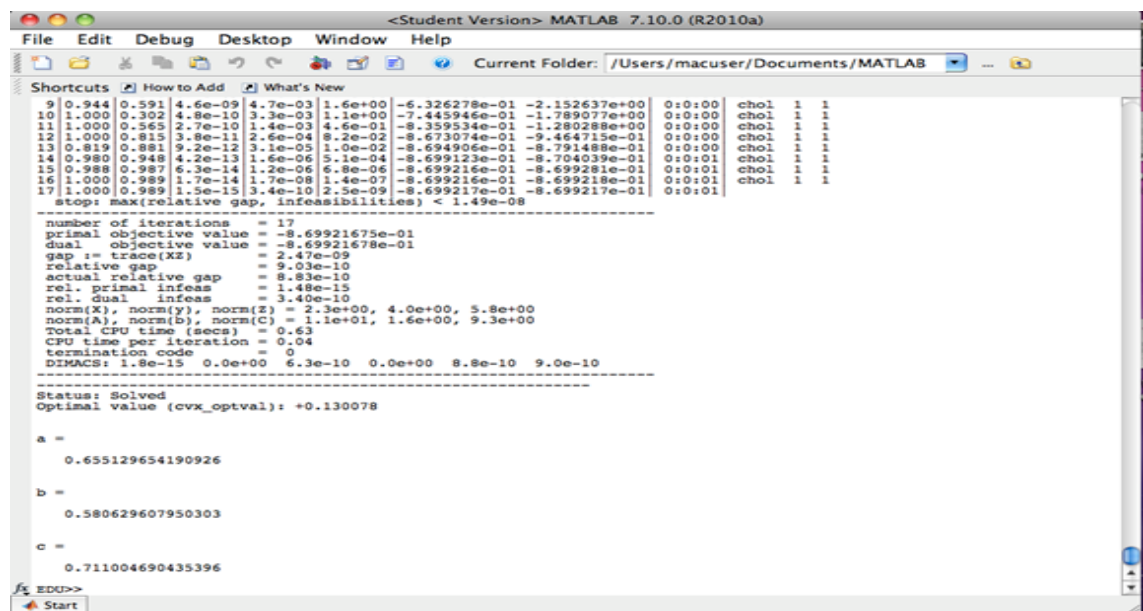 <Student Version> MATLAB 7.10.0 (R2010a)
File Edit Debug Desktop Window Help
Current Folder: /Users/macuser/Documents/MATLAB
Shortcuts How to Add What's New
9|0.944|0.591|4.6e-09|4.7e-03|1.6e+00|-6.326278e-01 -2.152637e+00| 0:0:00| chol 1 1
10|1.000|0.302|4.8e-10|3.3e-03|1.1e+00|-7.445946e-01 -1.789077e+00| 0:0:00| chol 1 1
11|1.000|0.565|2.7e-10|1.4e-03|4.6e-01|-8.359534e-01 -1.280288e+00| 0:0:00| chol 1 1
12|1.000|0.815|3.8e-11|2.6e-04|8.2e-02|-8.673074e-01 -9.464715e-01| 0:0:00| chol 1 1
13|0.819|0.881|9.2e-12|3.1e-05|1.0e-02|-8.694906e-01 -8.791488e-01| 0:0:00| chol 1 1
14|0.980|0.948|4.2e-13|1.6e-06|5.1e-04|-8.699123e-01 -8.704039e-01| 0:0:01| chol 1 1
15|0.988|0.987|6.3e-14|1.2e-06|6.8e-06|-8.699216e-01 -8.699281e-01| 0:0:01| chol 1 1
16|1.000|0.989|1.7e-14|1.7e-08|1.4e-07|-8.699216e-01 -8.699218e-01| 0:0:01| chol 1 1
17|1.000|0.989|1.5e-15|3.4e-10|2.5e-09|-8.699217e-01 -8.699217e-01| 0:0:01|
stop: max(relative gap, infeasibilities) < 1.49e-08
-------------------------------------------------------------------
number of iterations = 17
primal objective value = -8.69921675e-01
dual objective value = -8.69921678e-01
gap := trace(XZ) = 2.47e-09
relative gap = 9.03e-10
actual relative gap = 8.83e-10
rel. primal infeas = 1.48e-15
rel. dual infeas = 3.40e-10
norm(X), norm(y), norm(Z) = 2.3e+00, 4.0e+00, 5.8e+00
norm(A), norm(b), norm(C) = 1.1e+01, 1.6e+00, 9.3e+00
Total CPU time (secs) = 0.63
CPU time per iteration = 0.04
termination code = 0
DIMACS: 1.8e-15 0.0e+00 6.3e-10 0.0e+00 8.8e-10 9.0e-10
-------------------------------------------------------------------
------------------------------------------------------------
Status: Solved
Optimal value (cvx_optval): +0.130078
a =
0.655129654190926
b =
0.580629607950303
c =
0.711004690435396
fx EDU>>
Start